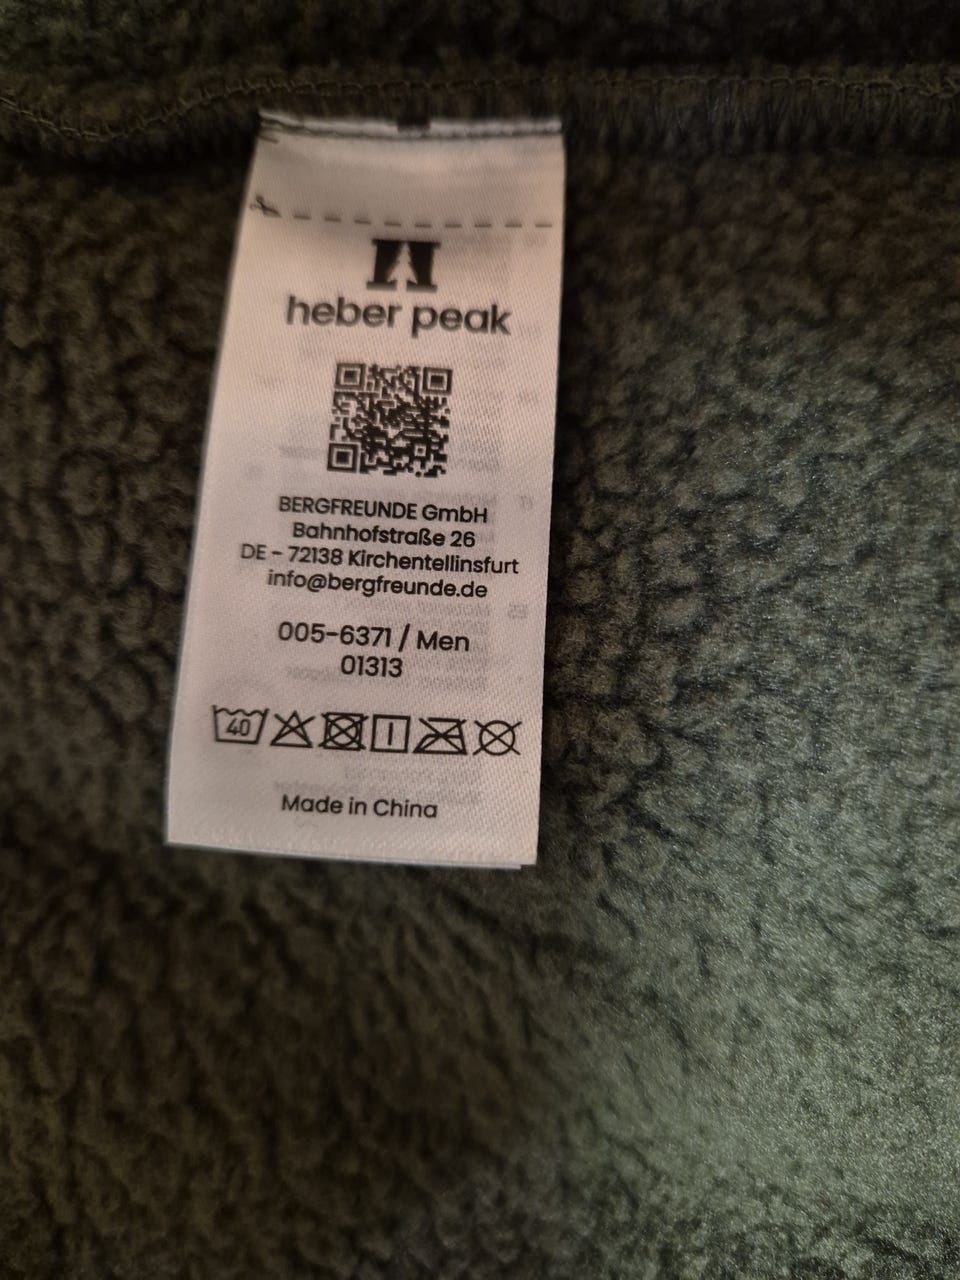 heber peak
BERGFREUNDE GmbH
Bahnhofstraße 26
DE - 72138 Kirchentellinsfurt
info@bergfreunde.de
005-6371 / Men
01313
40
Made in China